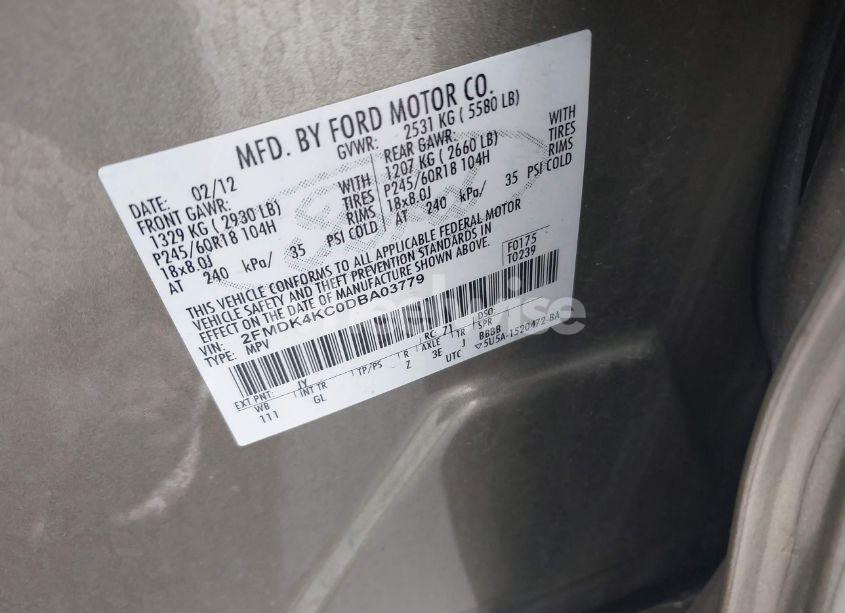 MFD. BY FORD MOTOR CO.
DATE: 02/12
GVWR: 2531 KG ( 5580 LB)
FRONT GAWR:
1329 KG ( 2930 LB) WITH
P245/60R18 104H TIRES
18x8.0J RIMS
AT 240 kPa/ 35 PSI COLD
REAR GAWR:
1207 KG ( 2660 LB) WITH
P245/60R18 104H TIRES
18x8.0J RIMS
AT 240 kPa/ 35 PSI COLD
THIS VEHICLE CONFORMS TO ALL APPLICABLE FEDERAL MOTOR
VEHICLE SAFETY AND THEFT PREVENTION STANDARDS IN
EFFECT ON THE DATE OF MANUFACTURE SHOWN ABOVE.
F0175
T0239
VIN: 2FMDK4KC0DBA03779
TYPE: MPV
EXT PNT: JY RC: 71 DSO:
WB INT TR TP/PS R AXLE TR SPR
111 GL Z 3E J BBBB
UTC 5U5A-1520472-BA